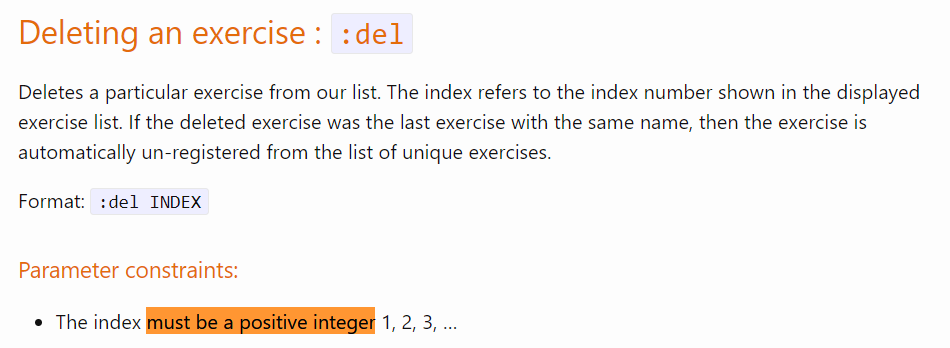 Deleting an exercise : :del
Deletes a particular exercise from our list. The index refers to the index number shown in the displayed
exercise list. If the deleted exercise was the last exercise with the same name, then the exercise is
automatically un-registered from the list of unique exercises.
Format: :del INDEX
Parameter constraints:
• The index must be a positive integer 1, 2, 3, …